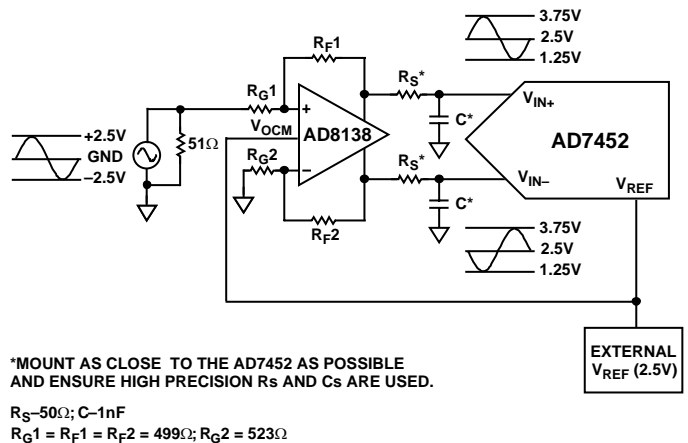 3.75V
2.5V
1.25V
RF1
RG1
RS*
VIN+
+
C*
AD7452
+2.5V
GND
–2.5V
51Ω
VOCM
AD8138
RG2
–
RS*
VIN–
VREF
C*
RF2
3.75V
2.5V
1.25V
EXTERNAL
VREF (2.5V)
*MOUNT AS CLOSE TO THE AD7452 AS POSSIBLE
AND ENSURE HIGH PRECISION Rs AND Cs ARE USED.
RS–50Ω; C–1nF
RG1 = RF1 = RF2 = 499Ω; RG2 = 523Ω